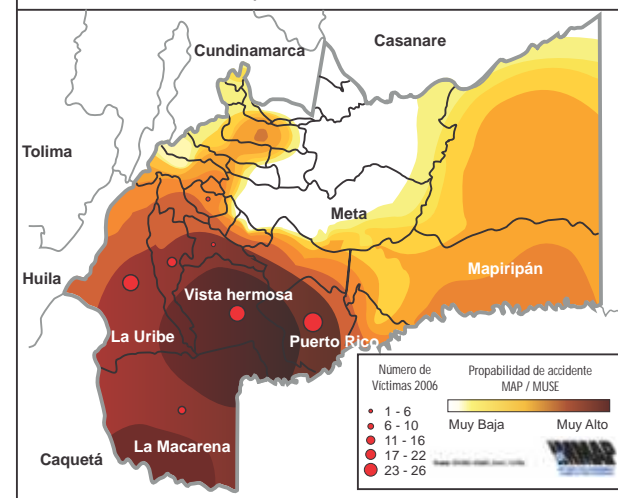 Cundinamarca
Casanare
Tolima
Meta
Huila
Mapiripán
Vista hermosa
La Uribe
Puerto Rico
La Macarena
Caquetá
Número de
Víctimas 2006
1 - 6
6 - 10
11 - 16
17 - 22
23 - 26
Propabilidad de accidente
MAP / MUSE
Muy Baja
Muy Alto